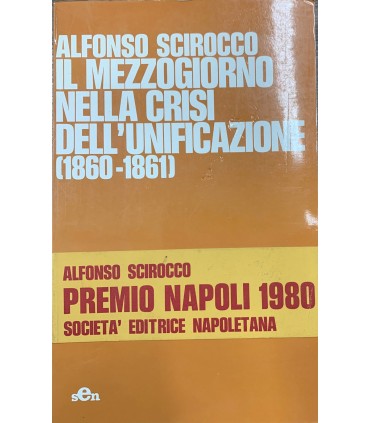 ALFONSO SCIROCCO
IL MEZZOGIORNO
NELLA CRISI
DELL'UNIFICAZIONE
(1860-1861)
ALFONSO SCIROCCO
PREMIO NAPOLI 1980
SOCIETA' EDITRICE NAPOLETANA
sen